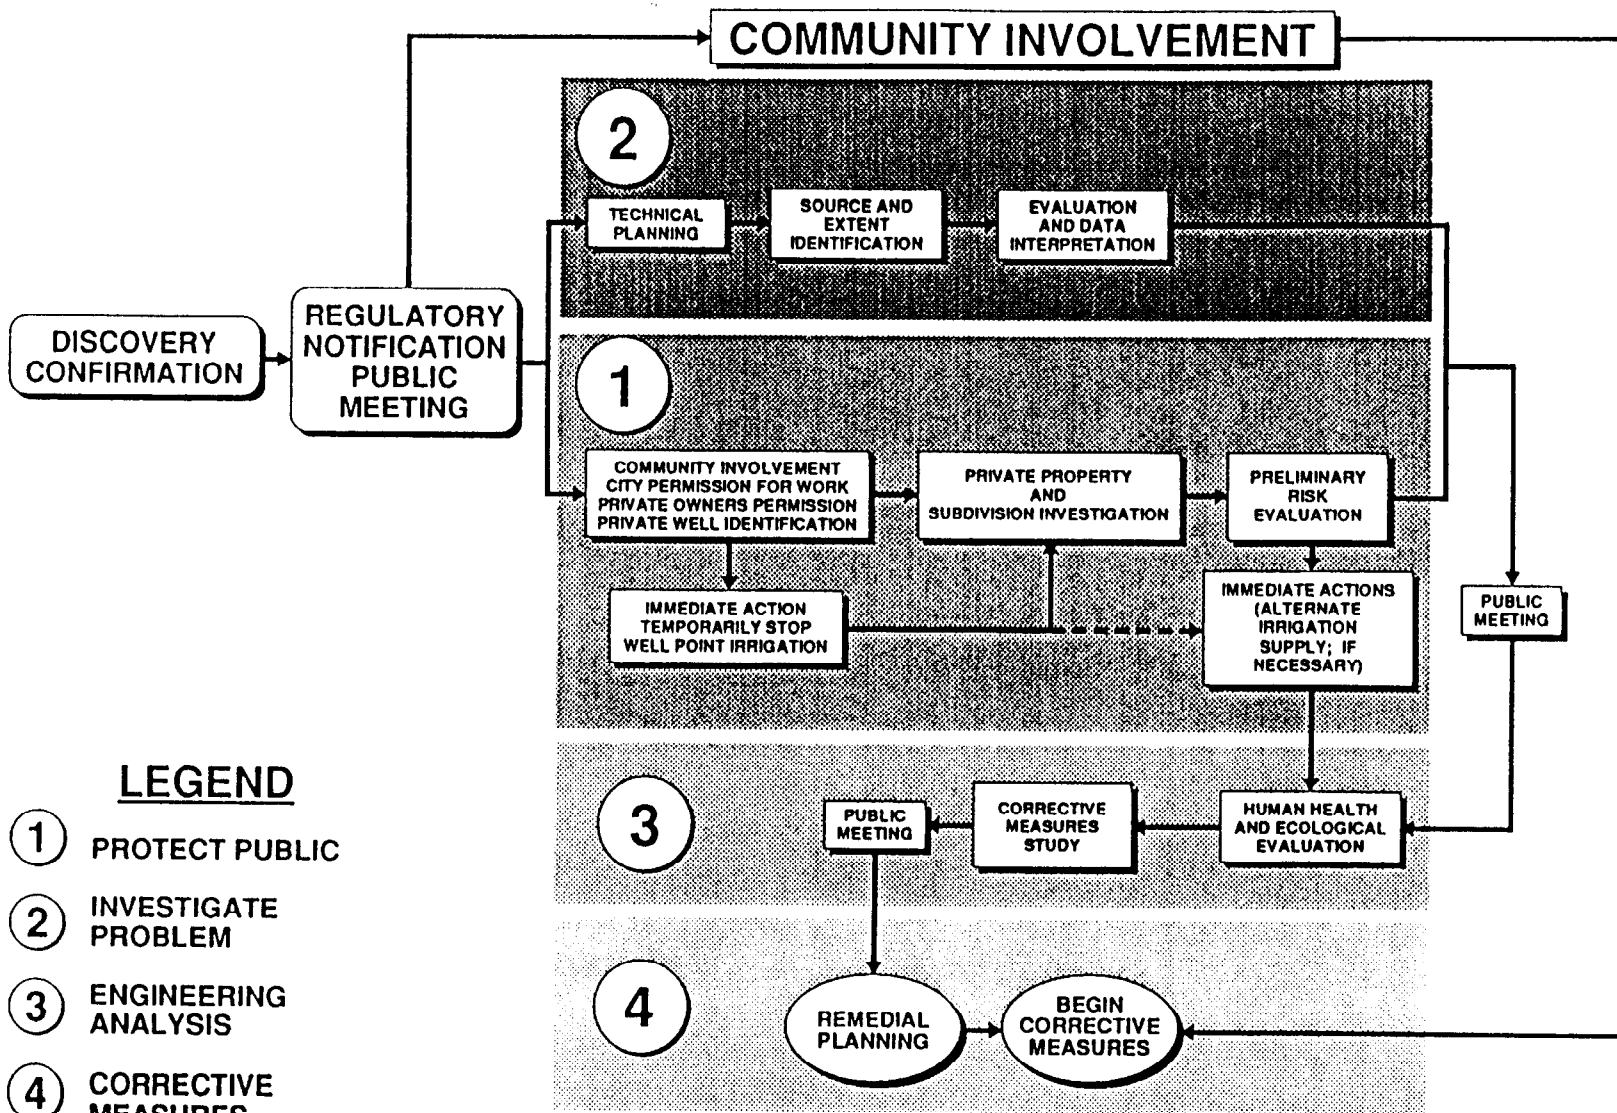 COMMUNITY INVOLVEMENT
2
TECHNICAL
PLANNING
SOURCE AND
EXTENT
IDENTIFICATION
EVALUATION
AND DATA
INTERPRETATION
DISCOVERY
CONFIRMATION
REGULATORY
NOTIFICATION
PUBLIC
MEETING
1
COMMUNITY INVOLVEMENT
CITY PERMISSION FOR WORK
PRIVATE OWNERS PERMISSION
PRIVATE WELL IDENTIFICATION
PRIVATE PROPERTY
AND
SUBDIVISION INVESTIGATION
PRELIMINARY
RISK
EVALUATION
IMMEDIATE ACTION
TEMPORARILY STOP
WELL POINT IRRIGATION
IMMEDIATE ACTIONS
(ALTERNATE
IRRIGATION
SUPPLY; IF
NECESSARY)
PUBLIC
MEETING
3
PUBLIC
MEETING
CORRECTIVE
MEASURES
STUDY
HUMAN HEALTH
AND ECOLOGICAL
EVALUATION
4
REMEDIAL
PLANNING
BEGIN
CORRECTIVE
MEASURES
LEGEND
1 PROTECT PUBLIC
2 INVESTIGATE
PROBLEM
3 ENGINEERING
ANALYSIS
4 CORRECTIVE
MEASURES